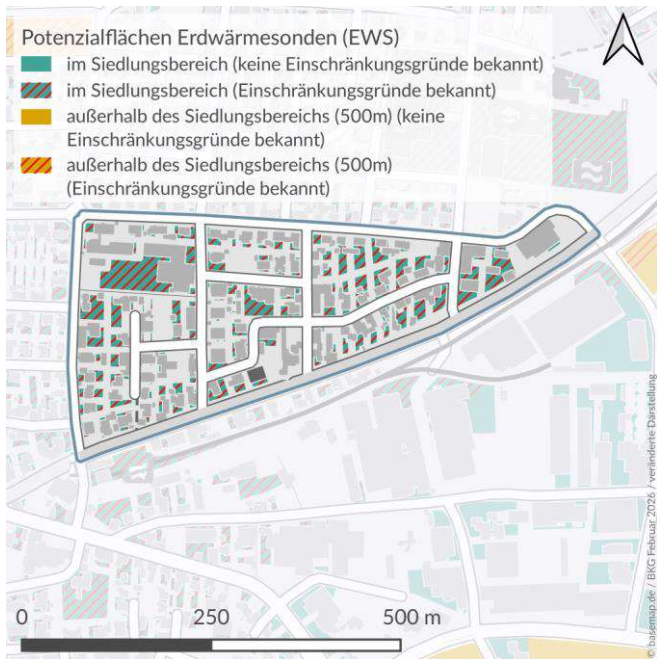 Potenzialflächen Erdwärmesonden (EWS)
im Siedlungsbereich (keine Einschränkungsgründe bekannt)
im Siedlungsbereich (Einschränkungsgründe bekannt)
außerhalb des Siedlungsbereichs (500m) (keine
Einschränkungsgründe bekannt)
außerhalb des Siedlungsbereichs (500m)
(Einschränkungsgründe bekannt)
0 250 500 m
© basemap.de / BKG Februar 2026 / veränderte Darstellung